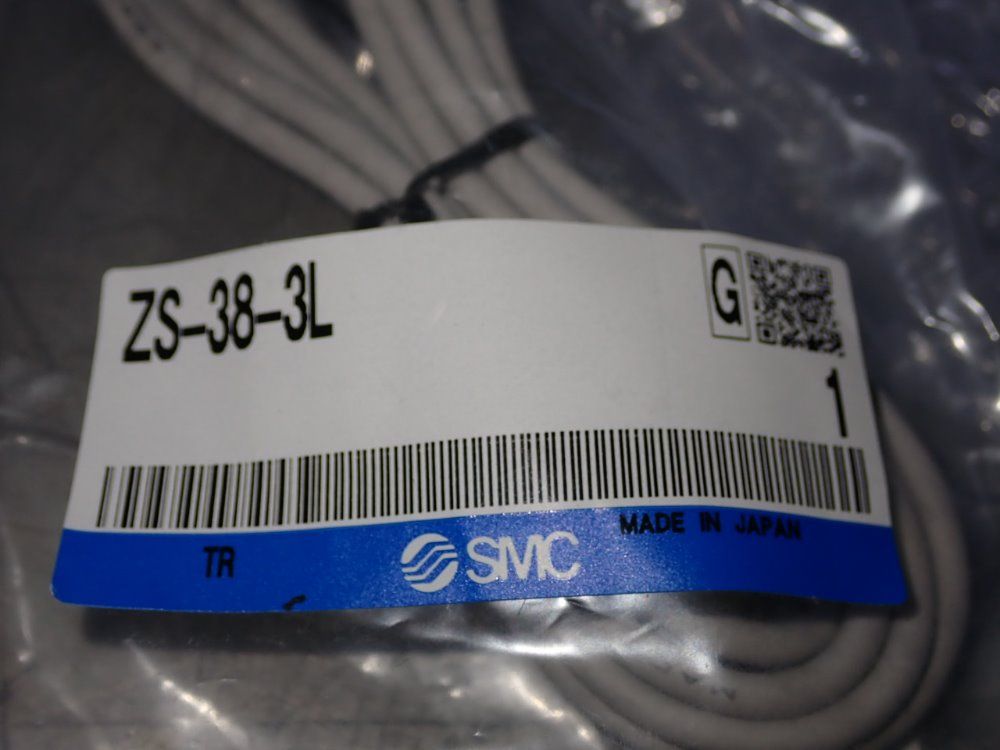 ZS-38-3L
G
1
TR
SMC
MADE IN JAPAN